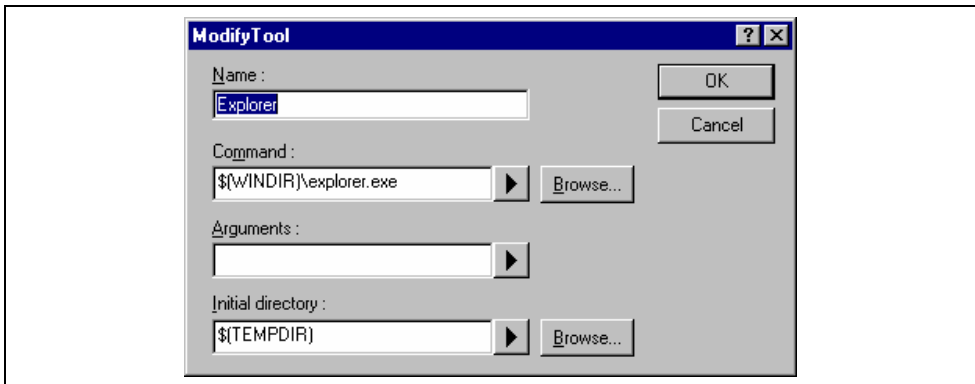 ModifyTool
Name :
OK
Explorer
Cancel
Command :
$(WINDIR)\explorer.exe
Browse...
Arguments :
Initial directory :
$(TEMPDIR)
Browse...